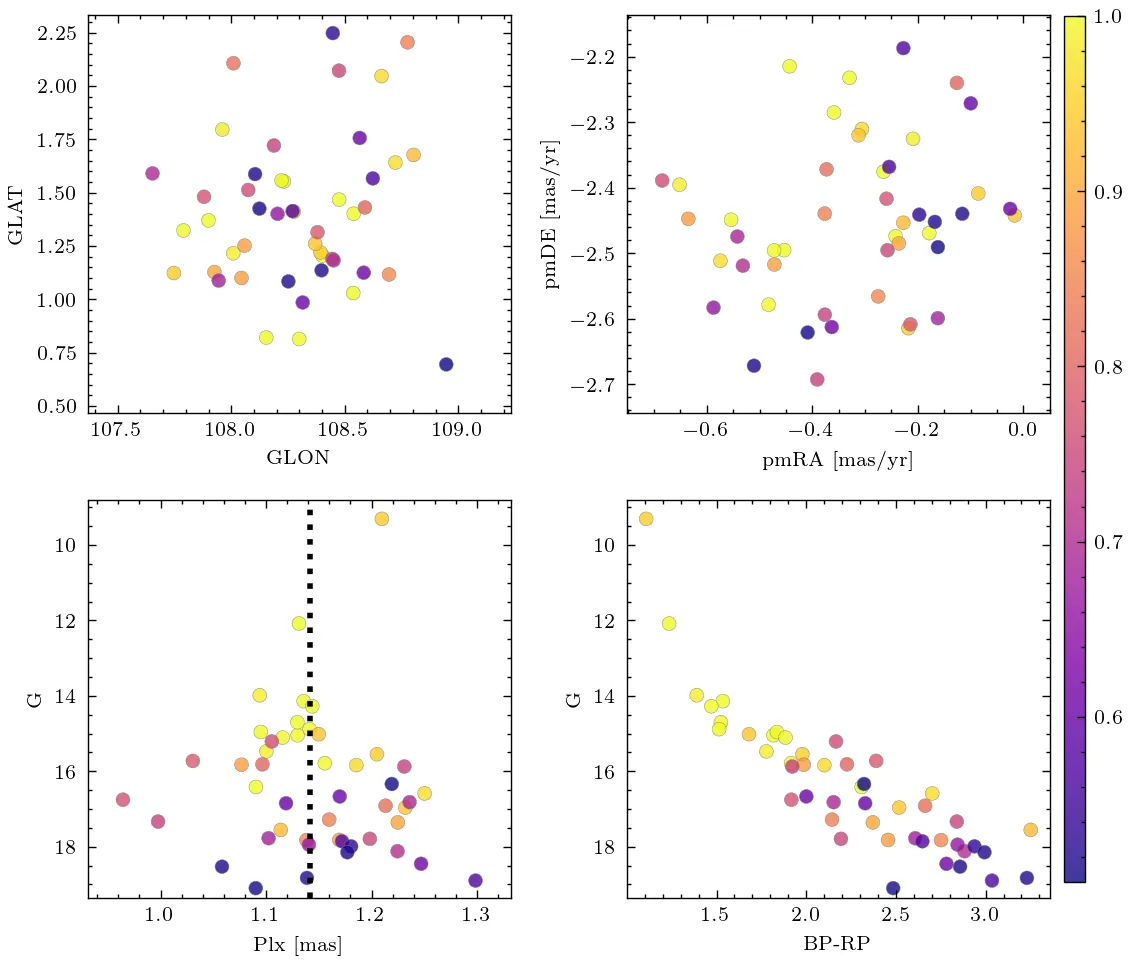 2.25
2.00
1.75
1.50
1.25
1.00
0.75
0.50
GLAT
107.5 108.0 108.5 109.0
GLON
−2.2
−2.3
−2.4
−2.5
−2.6
−2.7
pmDE [mas/yr]
−0.6 −0.4 −0.2 0.0
pmRA [mas/yr]
1.0
0.9
0.8
0.7
0.6
10
12
14
16
18
G
1.0 1.1 1.2 1.3
Plx [mas]
10
12
14
16
18
G
1.5 2.0 2.5 3.0
BP-RP